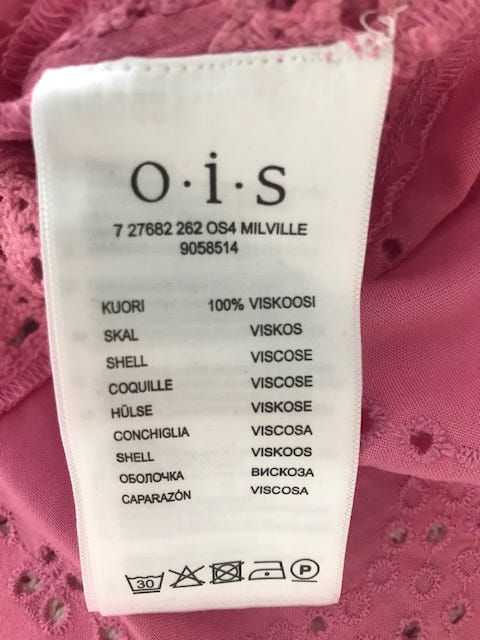 o·i·s
7 27682 262 OS4 MILVILLE
9058514
KUORI 100% VISKOOSI
SKAL VISKOS
SHELL VISCOSE
COQUILLE VISCOSE
HÜLSE VISKOSE
CONCHIGLIA VISCOSA
SHELL VISKOOS
ОБОЛОЧКА ВИСКОЗА
CAPARAZÓN VISCOSA
30 P